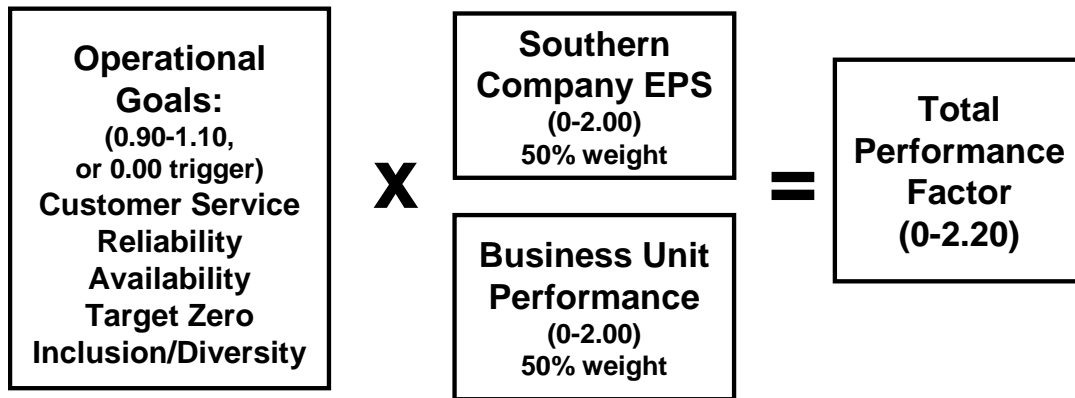 Operational
Goals:
(0.90-1.10,
or 0.00 trigger)
Customer Service
Reliability
Availability
Target Zero
Inclusion/Diversity
x
Southern
Company EPS
(0-2.00)
50% weight
Business Unit
Performance
(0-2.00)
50% weight
=
Total
Performance
Factor
(0-2.20)